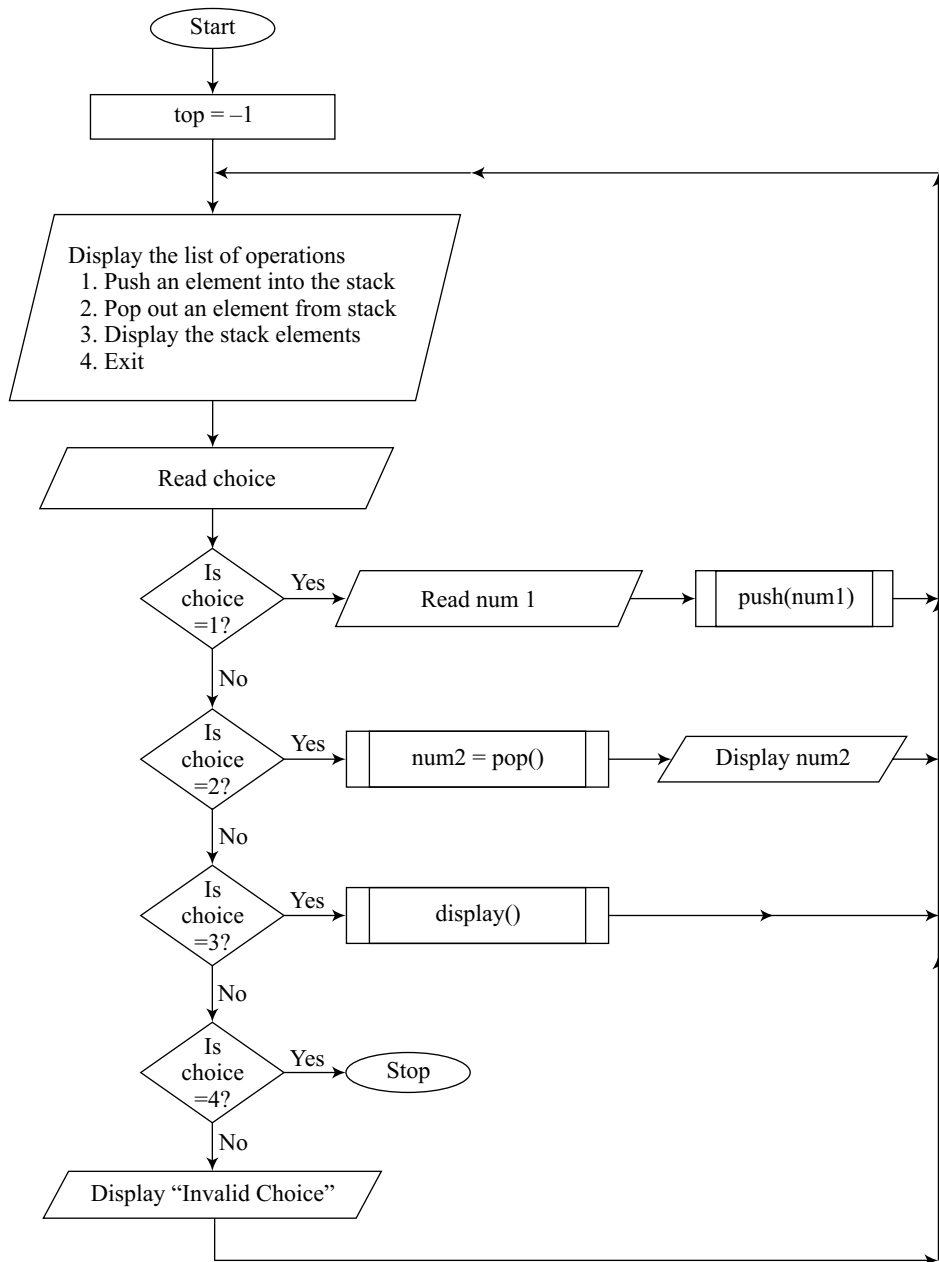 Start
top = –1
Display the list of operations
1. Push an element into the stack
2. Pop out an element from stack
3. Display the stack elements
4. Exit
Read choice
Is
choice
=1?
Yes
Read num 1
push(num1)
No
Is
choice
=2?
Yes
num2 = pop()
Display num2
No
Is
choice
=3?
Yes
display()
No
Is
choice
=4?
Yes
Stop
No
Display “Invalid Choice”